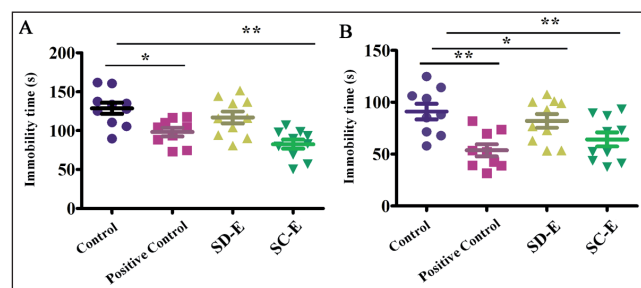 A
**
*
Immobility time (s)
200
150
100
50
0
Control
Positive Control
SD-E
SC-E
B
**
*
**
Immobility time (s)
150
100
50
0
Control
Positive Control
SD-E
SC-E